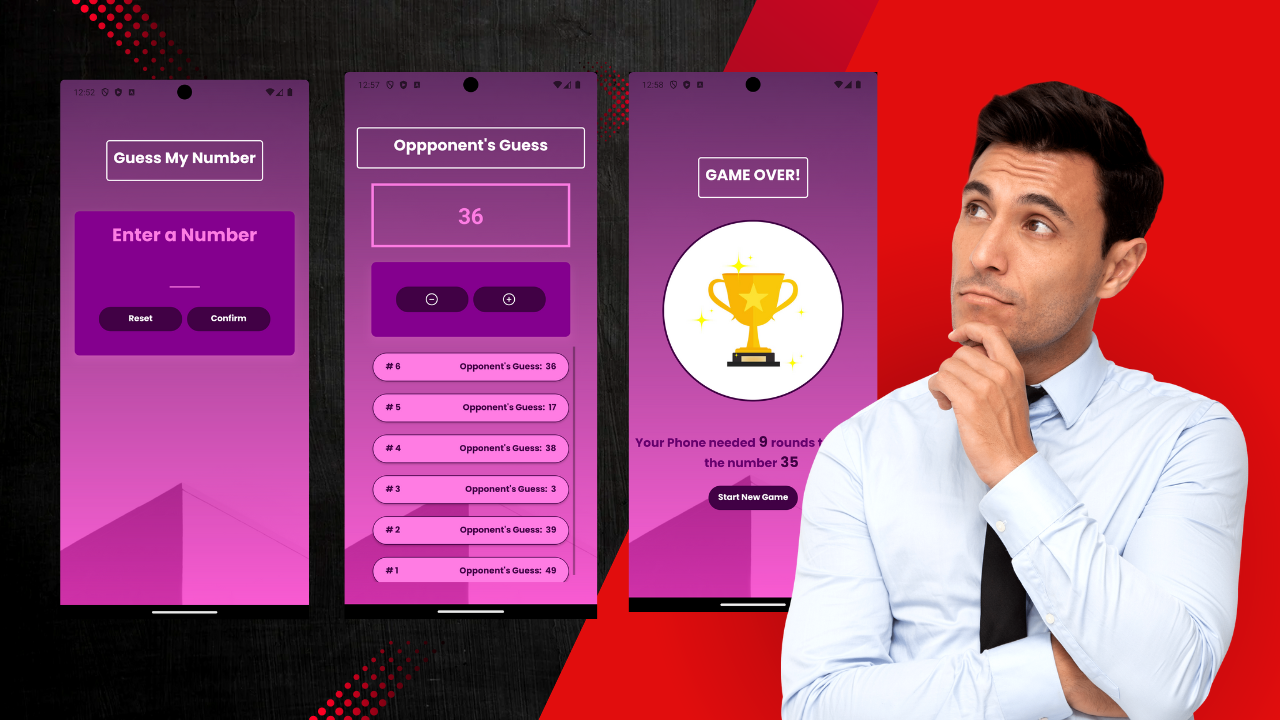 12:52
Guess My Number
Enter a Number
Reset
Confirm
12:57
Oppponent's Guess
36
# 6 Opponent's Guess: 36
# 5 Opponent's Guess: 17
# 4 Opponent's Guess: 38
# 3 Opponent's Guess: 3
# 2 Opponent's Guess: 39
# 1 Opponent's Guess: 49
12:58
GAME OVER!
Your Phone needed 9 rounds
the number 35
Start New Game